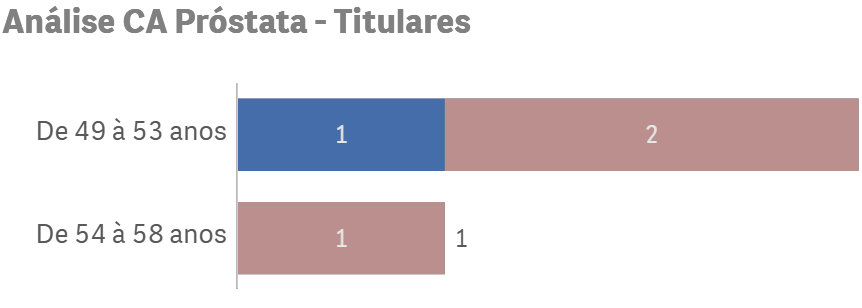 Análise CA Próstata - Titulares
De 49 à 53 anos 1 2
De 54 à 58 anos 1 1